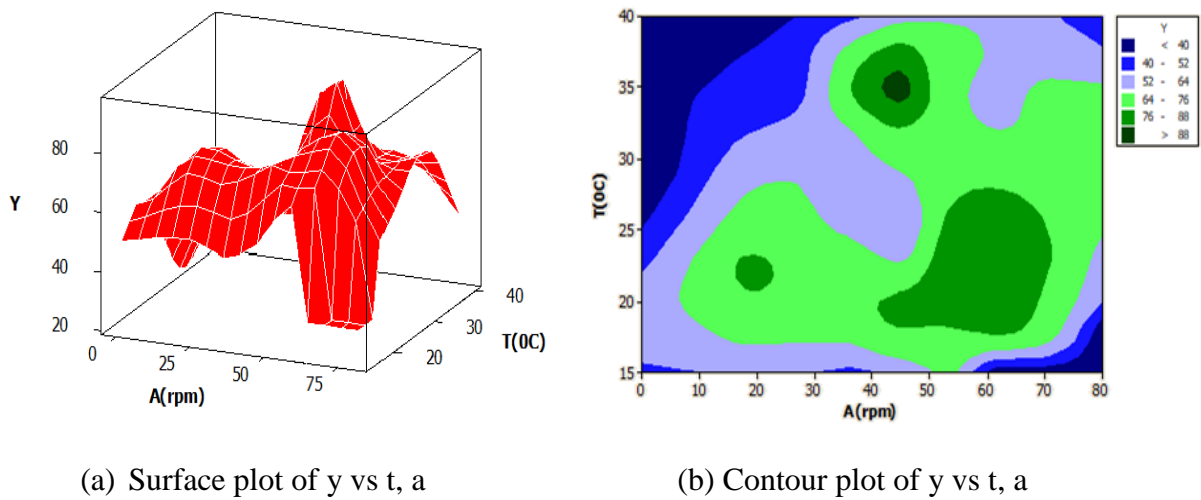 80
60
Y
40
20
0
25
50
75
A(rpm)
40
30
T(0C)
20
40
35
30
T(0C)
25
20
15
0 10 20 30 40 50 60 70 80
A(rpm)
Y
< 40
40 - 52
52 - 64
64 - 76
76 - 88
> 88
(a) Surface plot of y vs t, a
(b) Contour plot of y vs t, a